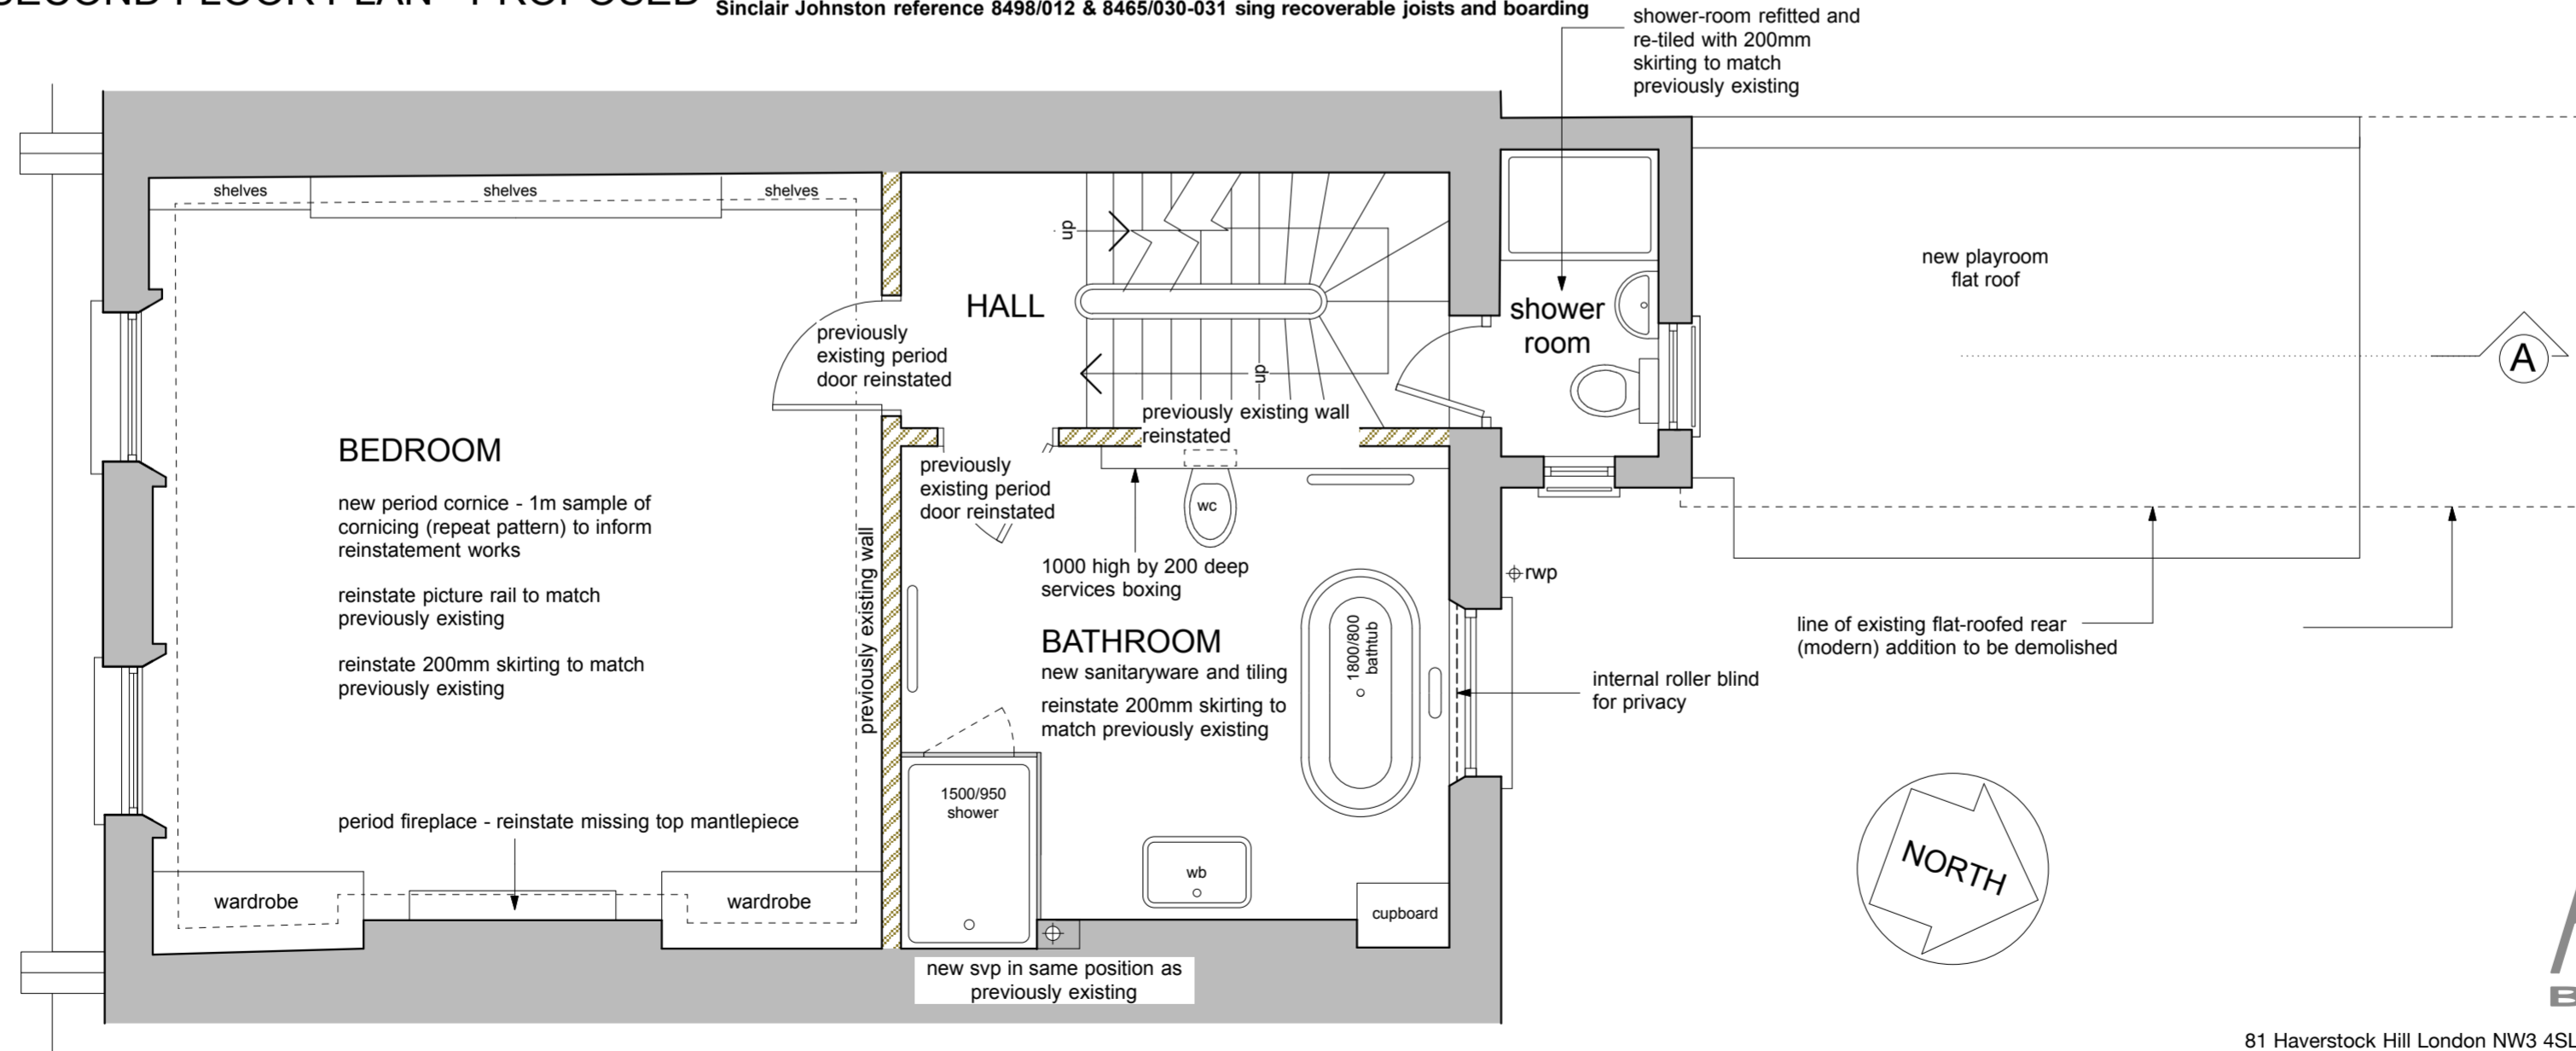 SECOND FLOOR PLAN - PROPOSED
Sinclair Johnston reference 8498/012 & 8465/030-031 sing recoverable joists and boarding
shower-room refitted and
re-tiled with 200mm
skirting to match
previously existing
shelves
shelves
shelves
up
HALL
shower
room
new playroom
flat roof
previously
existing period
door reinstated
dn
A
previously existing wall
reinstated
BEDROOM
new period cornice - 1m sample of
cornicing (repeat pattern) to inform
reinstatement works
reinstate picture rail to match
previously existing
reinstate 200mm skirting to match
previously existing
previously existing wall
previously
existing period
door reinstated
wc
1000 high by 200 deep
services boxing
rwp
BATHROOM
new sanitaryware and tiling
reinstate 200mm skirting to
match previously existing
1800/800
bathtub
line of existing flat-roofed rear
(modern) addition to be demolished
internal roller blind
for privacy
period fireplace - reinstate missing top mantlepiece
1500/950
shower
wardrobe
wardrobe
wb
cupboard
NORTH
new svp in same position as
previously existing
B
81 Haverstock Hill London NW3 4SL